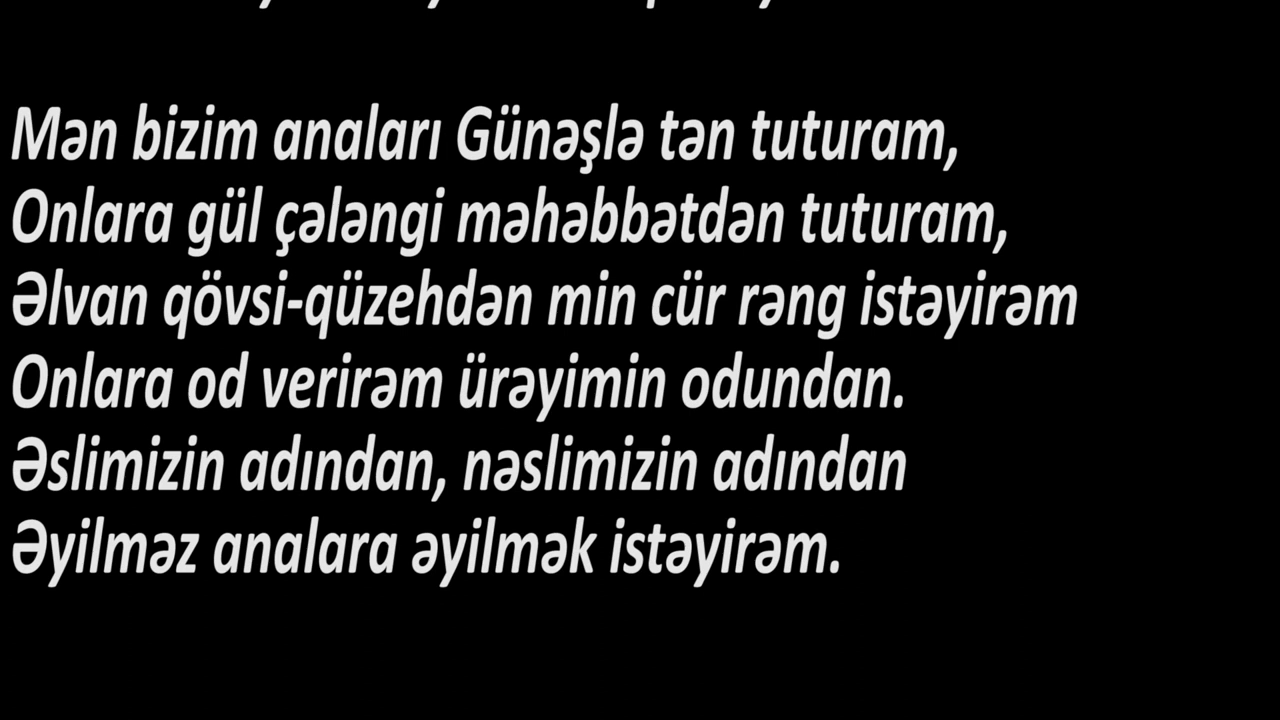 Mən bizim anaları Günəşlə tən tuturam,
Onlara gül çələngi məhəbbətdən tuturam,
Əlvan qövsi-qüzehdən min cür rəng istəyirəm
Onlara od verirəm ürəyimin odundan.
Əslimizin adından, nəslimizin adından
Əyilməz analara əyilmək istəyirəm.